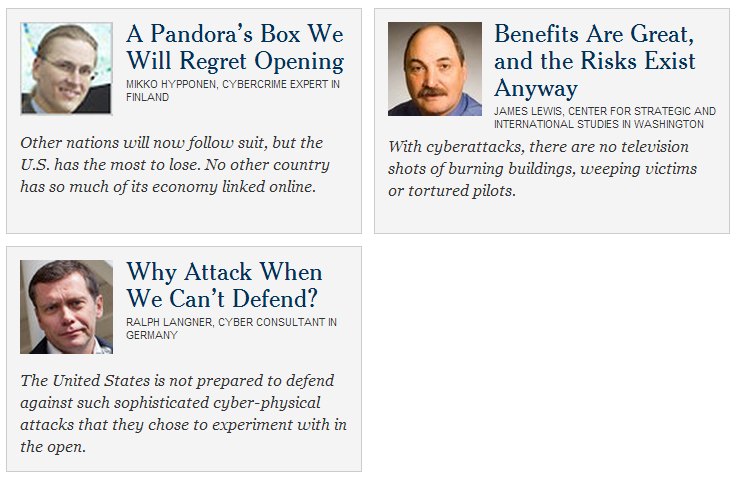 A Pandora’s Box We
Will Regret Opening
MIKKO HYPPONEN, CYBERCRIME EXPERT IN
FINLAND
Other nations will now follow suit, but the
U.S. has the most to lose. No other country
has so much of its economy linked online.
Benefits Are Great,
and the Risks Exist
Anyway
JAMES LEWIS, CENTER FOR STRATEGIC AND
INTERNATIONAL STUDIES IN WASHINGTON
With cyberattacks, there are no television
shots of burning buildings, weeping victims
or tortured pilots.
Why Attack When
We Can’t Defend?
RALPH LANGNER, CYBER CONSULTANT IN
GERMANY
The United States is not prepared to defend
against such sophisticated cyber-physical
attacks that they chose to experiment with in
the open.